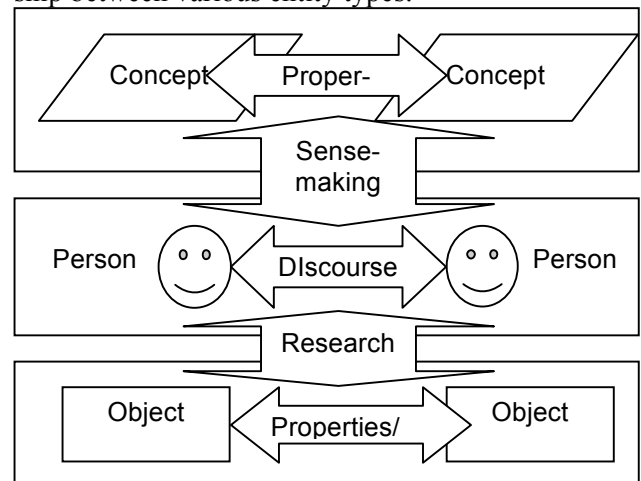 ship between various entity types.
Concept Proper- Concept
Sense-
making
Person DIscourse Person
Research
Object Properties/ Object